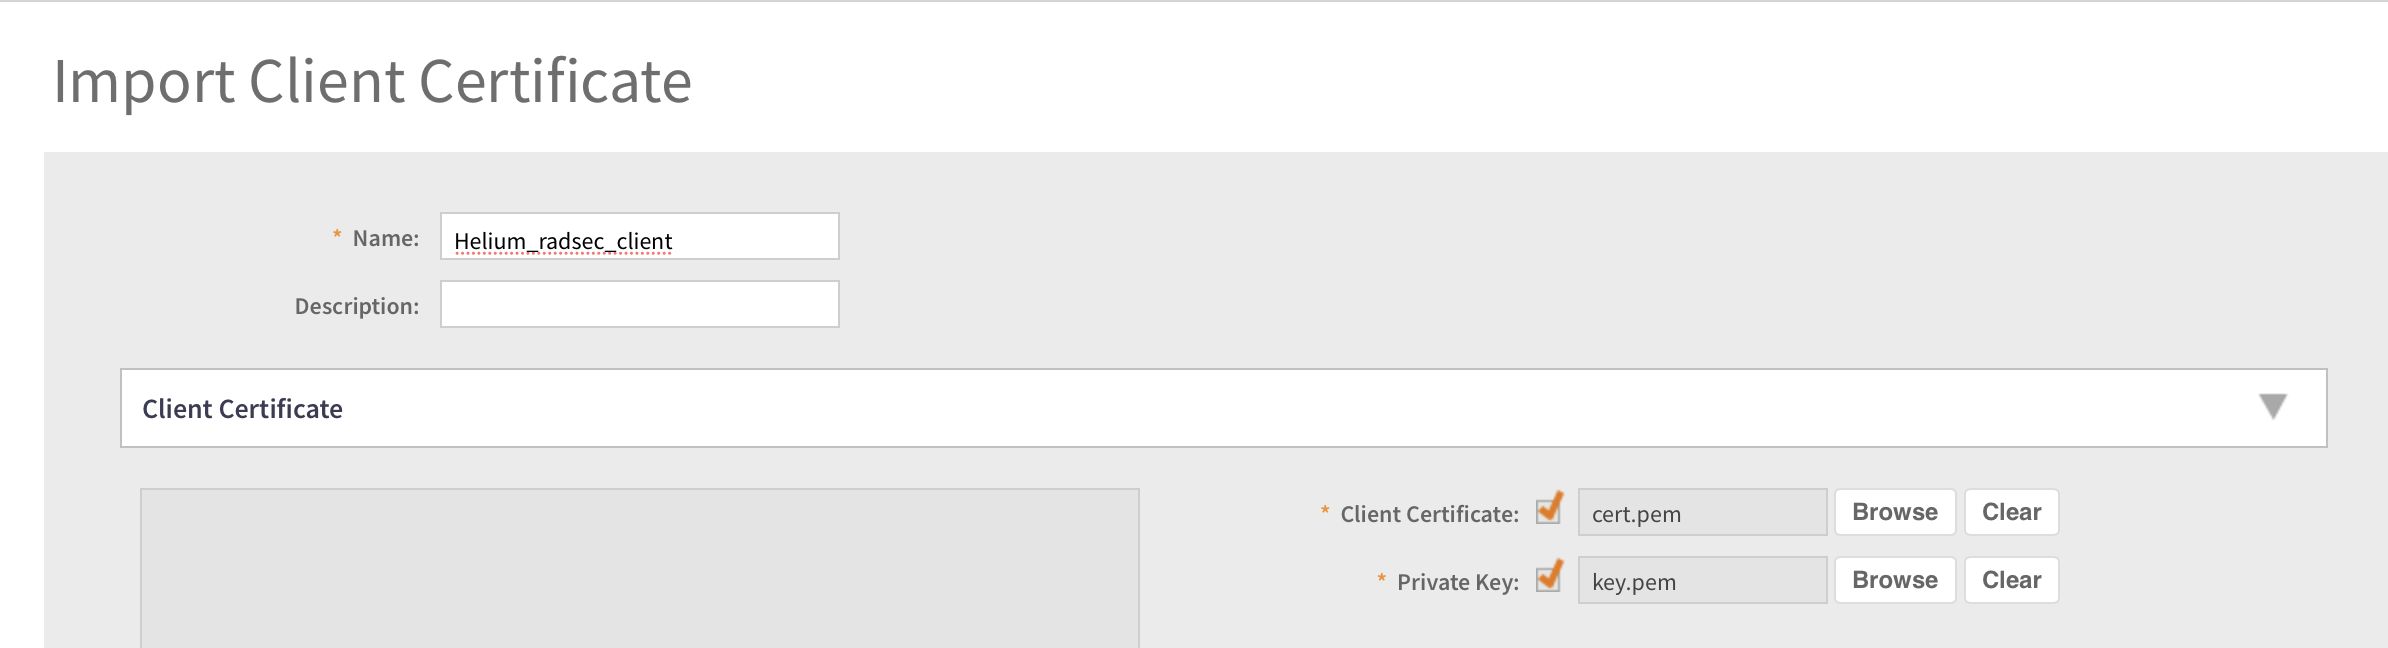 Import Client Certificate
* Name: Helium_radsec_client
Description:
Client Certificate
* Client Certificate: cert.pem Browse Clear
* Private Key: key.pem Browse Clear